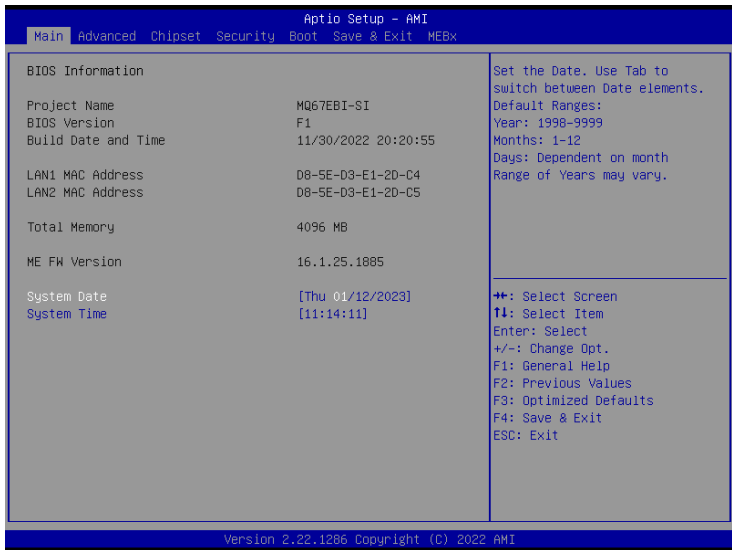 Aptio Setup – AMI
Main Advanced Chipset Security Boot Save & Exit MEBx
BIOS Information
Project Name MQ67EBI-SI
BIOS Version F1
Build Date and Time 11/30/2022 20:20:55
LAN1 MAC Address D8-5E-D3-E1-2D-C4
LAN2 MAC Address D8-5E-D3-E1-2D-C5
Total Memory 4096 MB
ME FW Version 16.1.25.1885
System Date [Thu 01/12/2023]
System Time [11:14:11]
Set the Date. Use Tab to
switch between Date elements.
Default Ranges:
Year: 1998-9999
Months: 1-12
Days: Dependent on month
Range of Years may vary.
→←: Select Screen
↑↓: Select Item
Enter: Select
+/-: Change Opt.
F1: General Help
F2: Previous Values
F3: Optimized Defaults
F4: Save & Exit
ESC: Exit
Version 2.22.1286 Copyright (C) 2022 AMI